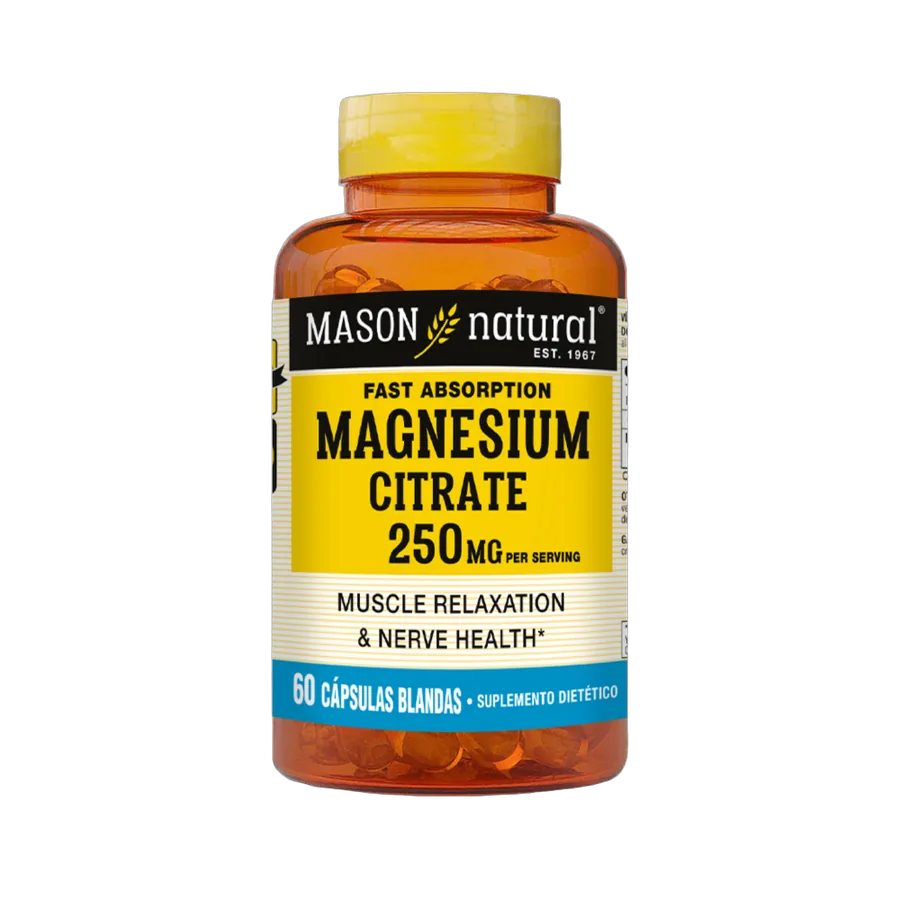 MASON natural®
EST. 1967
FAST ABSORPTION
MAGNESIUM
CITRATE
250MG PER SERVING
MUSCLE RELAXATION
& NERVE HEALTH*
60 CÁPSULAS BLANDAS • SUPLEMENTO DIETÉTICO